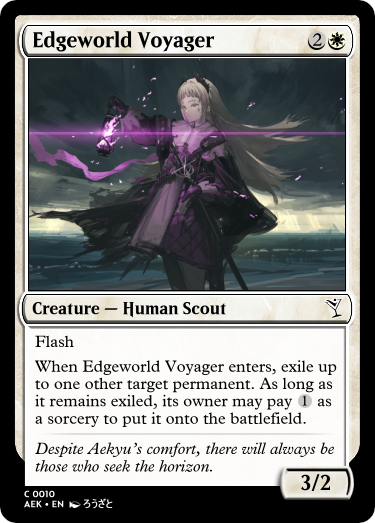 Edgeworld Voyager 2
Creature — Human Scout
Flash
When Edgeworld Voyager enters, exile up
to one other target permanent. As long as
it remains exiled, its owner may pay 1 as
a sorcery to put it onto the battlefield.
Despite Aekyu's comfort, there will always be
those who seek the horizon.
3/2
C 0010
AEK • EN ろうざと